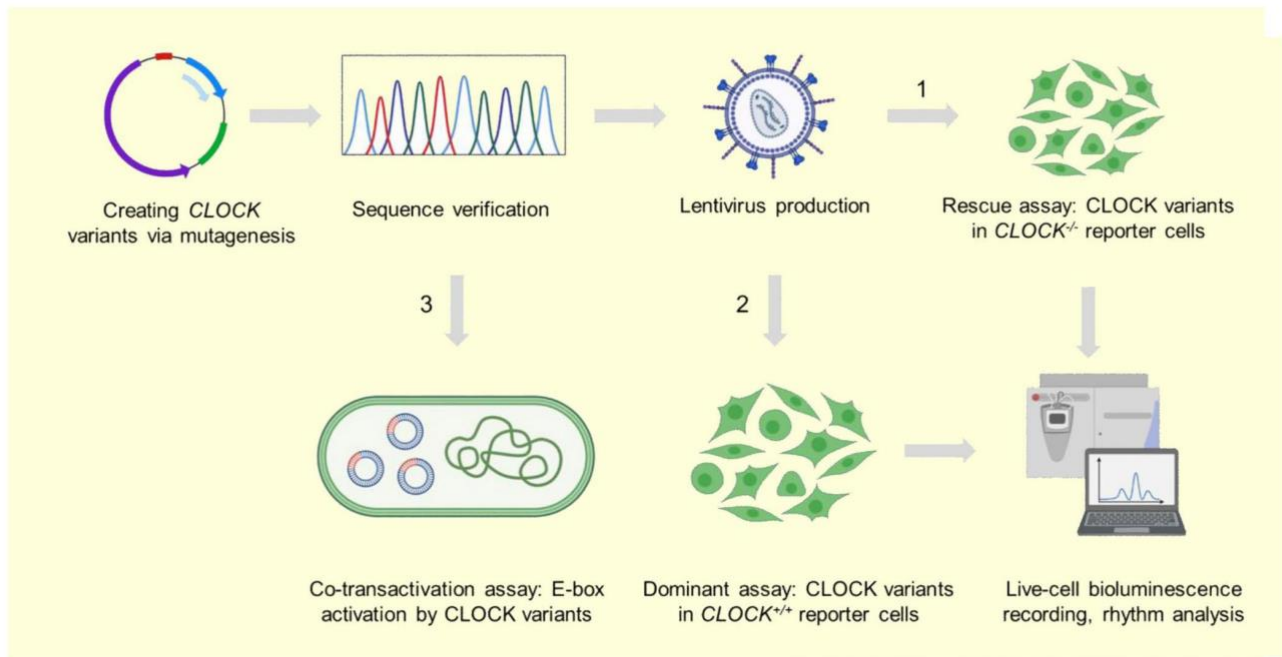 1
Creating CLOCK
variants via mutagenesis
Sequence verification
Lentivirus production
Rescue assay: CLOCK variants
in CLOCK-/- reporter cells
3
2
Co-transactivation assay: E-box
activation by CLOCK variants
Dominant assay: CLOCK variants
in CLOCK+/+ reporter cells
Live-cell bioluminescence
recording, rhythm analysis